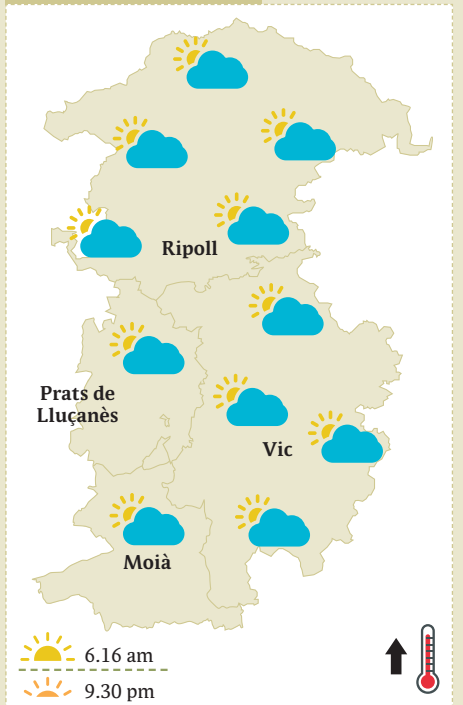 Ripoll
Prats de
Lluçanès
Vic
Moià
6.16 am
9.30 pm